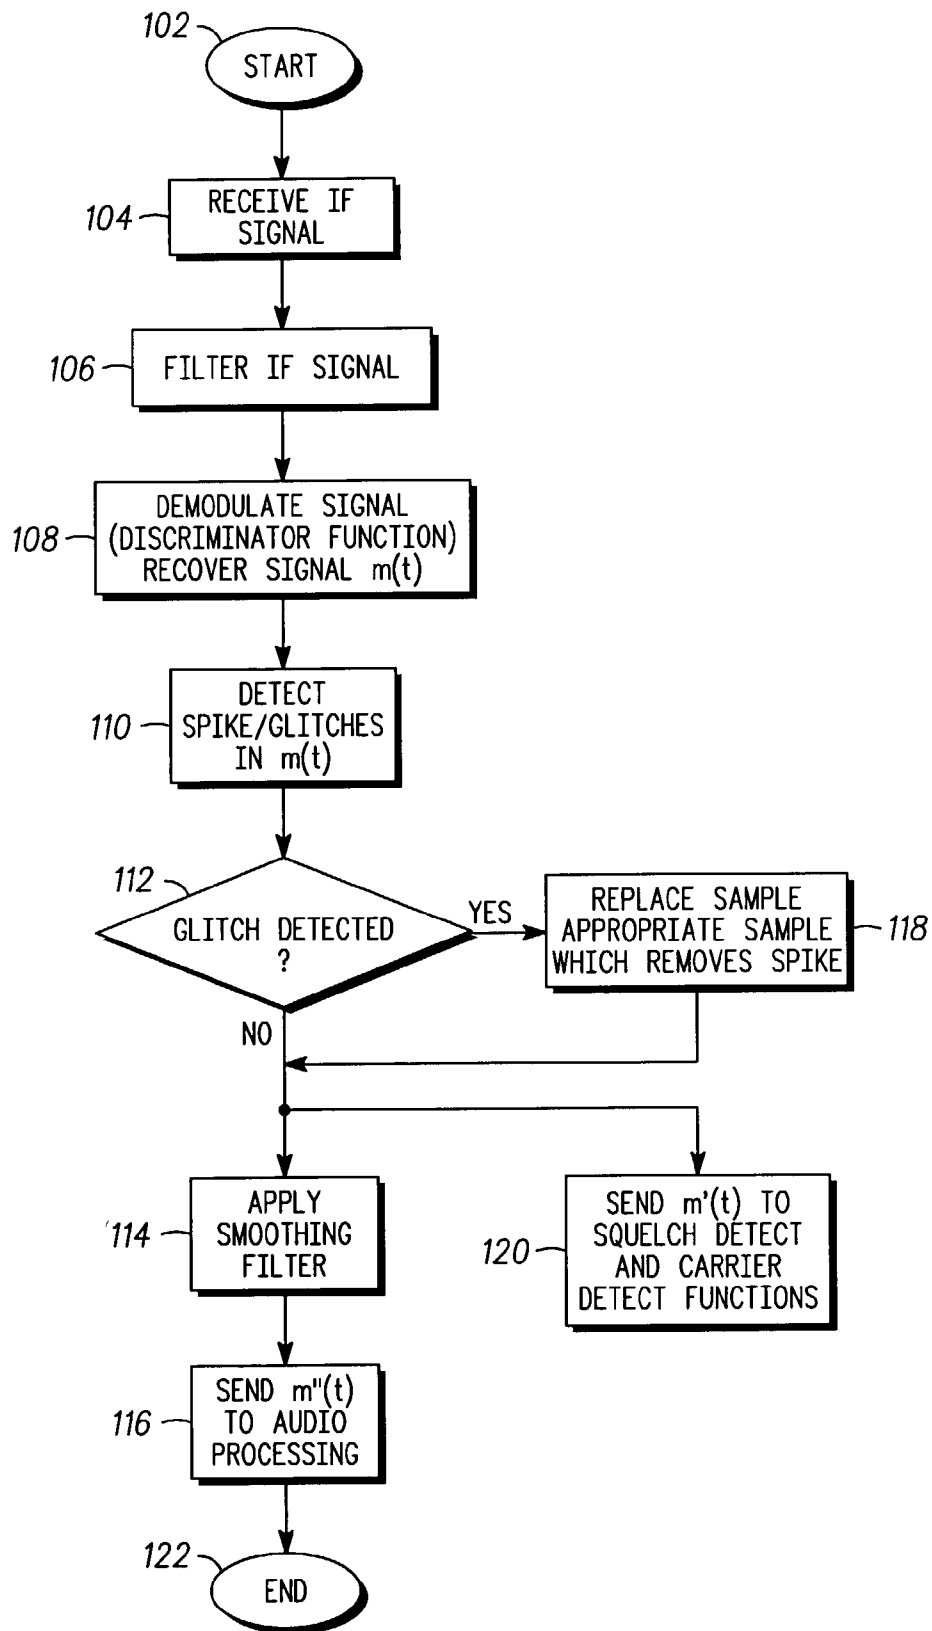 102
START
104
RECEIVE IF
SIGNAL
106
FILTER IF SIGNAL
108
DEMODULATE SIGNAL
(DISCRIMINATOR FUNCTION)
RECOVER SIGNAL m(t)
110
DETECT
SPIKE/GLITCHES
IN m(t)
112
GLITCH DETECTED
?
YES
REPLACE SAMPLE
APPROPRIATE SAMPLE
WHICH REMOVES SPIKE
118
NO
114
APPLY
SMOOTHING
FILTER
120
SEND m'(t) TO
SQUELCH DETECT
AND CARRIER
DETECT FUNCTIONS
116
SEND m"(t)
TO AUDIO
PROCESSING
122
END